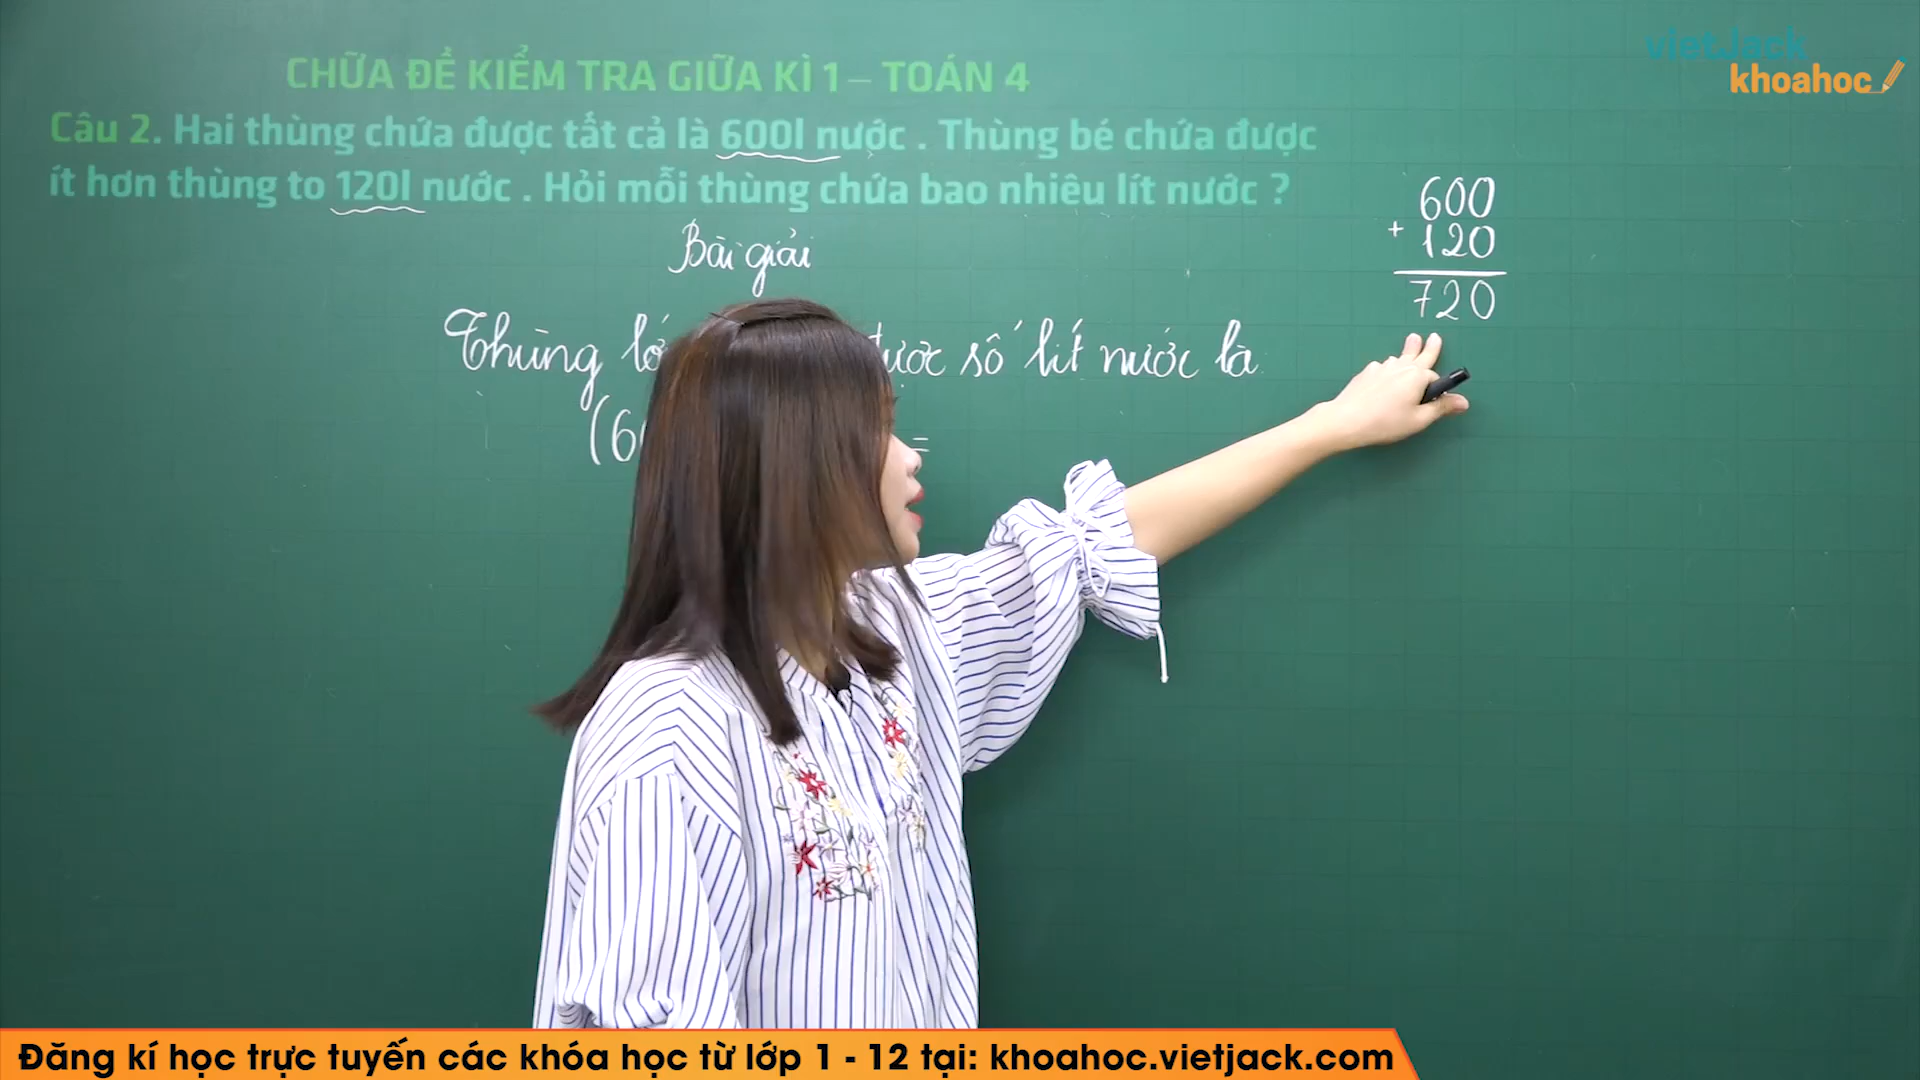 vietJack
khoahoc
CHỮA ĐỀ KIỂM TRA GIỮA KÌ 1 – TOÁN 4
Câu 2. Hai thùng chứa được tất cả là 600l nước . Thùng bé chứa được
ít hơn thùng to 120l nước . Hỏi mỗi thùng chứa bao nhiêu lít nước ?
Bài giải
Thùng số lít nước là
=
600
+ 120
720
Đăng kí học trực tuyến các khóa học từ lớp 1 - 12 tại: khoahoc.vietjack.com